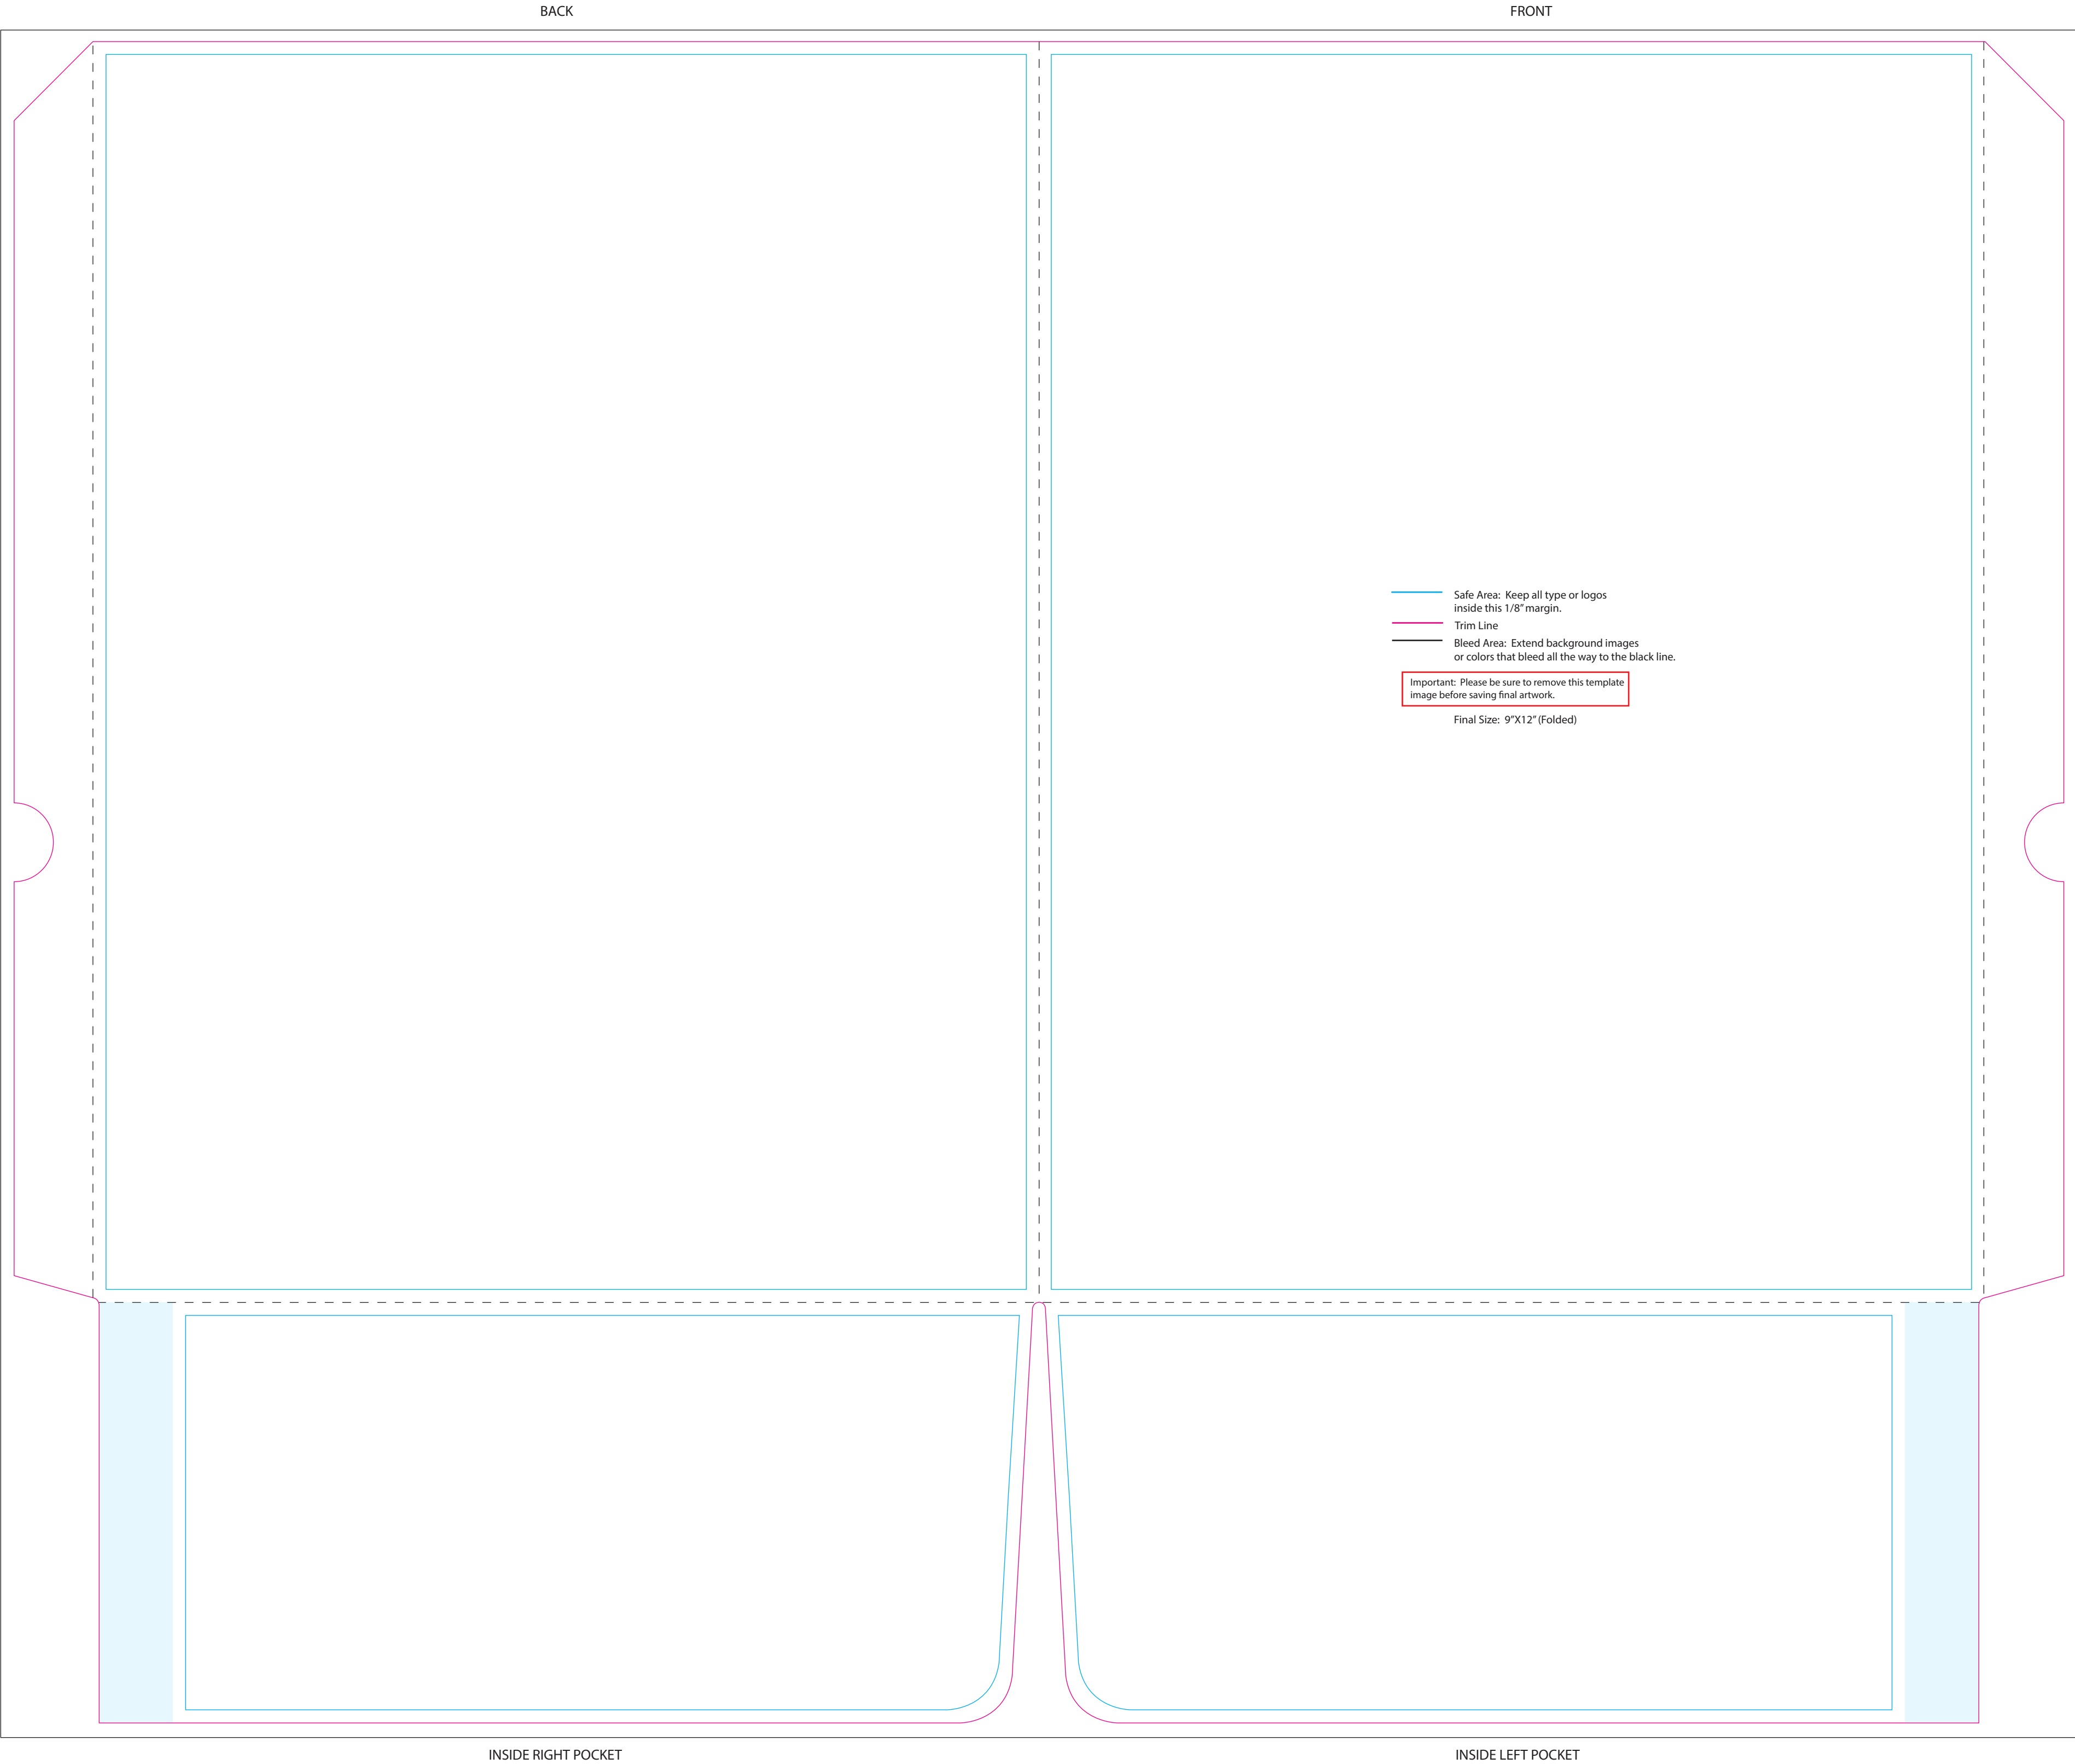 BACK
FRONT
Safe Area:  Keep all type or logos
inside this 1/8" margin.
Trim Line
Bleed Area:  Extend background images
or colors that bleed all the way to the black line.
Important:  Please be sure to remove this template
image before saving final artwork.
Final Size:  9"X12" (Folded)
INSIDE RIGHT POCKET
INSIDE LEFT POCKET